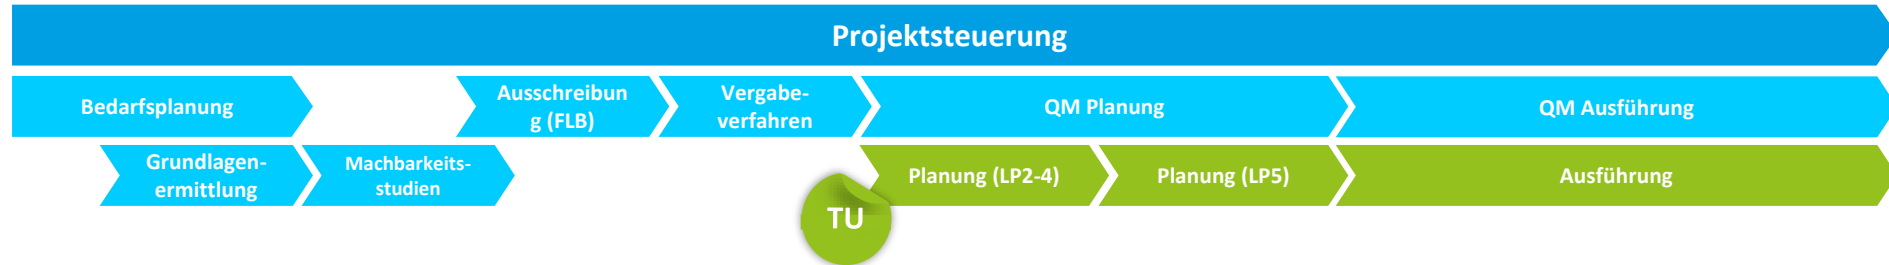 Projektsteuerung
Bedarfsplanung
Ausschreibun
g (FLB)
Vergabe-
verfahren
QM Planung
QM Ausführung
Grundlagen-
ermittlung
Machbarkeits-
studien
Planung (LP2-4)
Planung (LP5)
Ausführung
TU